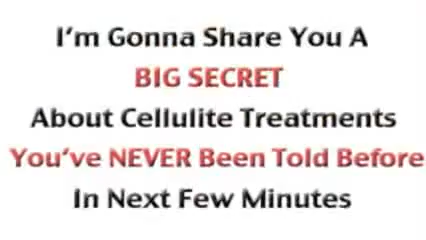 I'm Gonna Share You A
BIG SECRET
About Cellulite Treatments
You've NEVER Been Told Before
In Next Few Minutes